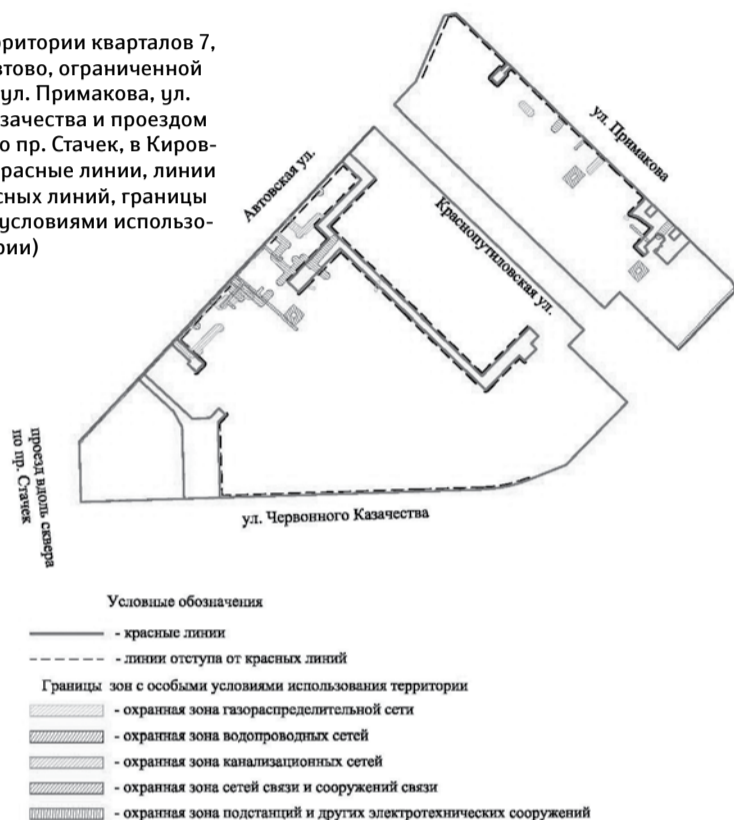 рритории кварталов 7,
втово, ограниченной
ул. Примакова, ул.
зачества и проездом
о пр. Стачек, в Киров-
расные линии, линии
сных линий, границы
условиями использо-
рии)
ул. Примакова
Автовская ул.
Краснопутиловская ул.
проезд вдоль сквера
по пр. Стачек
ул. Червонного Казачества
Условные обозначения
- красные линии
- линии отступа от красных линий
Границы зон с особыми условиями использования территории
- охранная зона газораспределительной сети
- охранная зона водопроводных сетей
- охранная зона канализационных сетей
- охранная зона сетей связи и сооружений связи
- охранная зона подстанций и других электротехнических сооружений